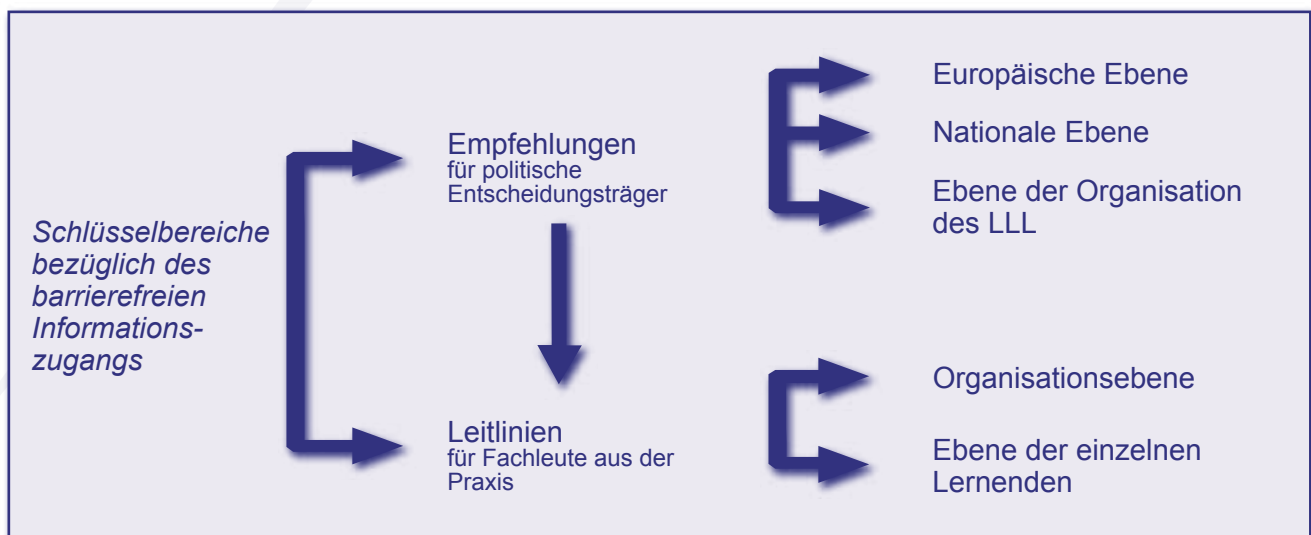 Schlüsselbereiche
bezüglich des
barrierefreien
Informations-
zugangs
Empfehlungen
für politische
Entscheidungsträger
Leitlinien
für Fachleute aus der
Praxis
Europäische Ebene
Nationale Ebene
Ebene der Organisation
des LLL
Organisationsebene
Ebene der einzelnen
Lernenden